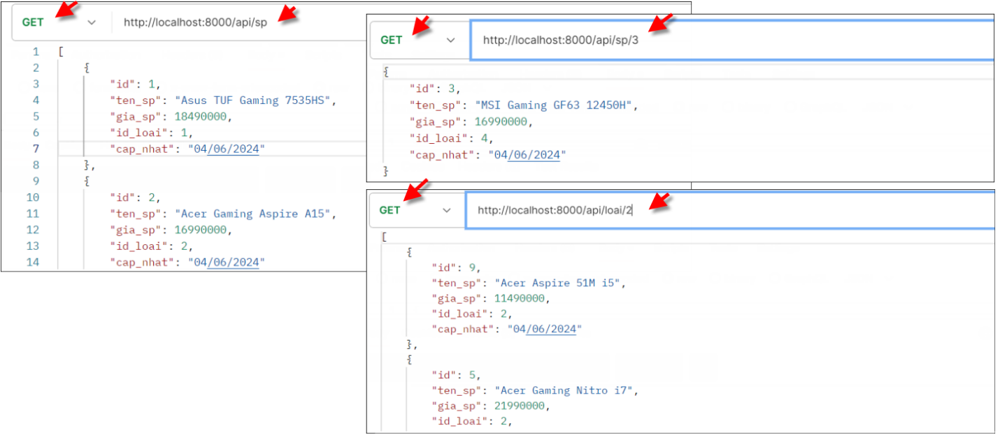 GET http://localhost:8000/api/sp
1 [
2 {
3 "id": 1,
4 "ten_sp": "Asus TUF Gaming 7535HS",
5 "gia_sp": 18490000,
6 "id_loai": 1,
7 "cap_nhat": "04/06/2024"
8 },
9 {
10 "id": 2,
11 "ten_sp": "Acer Gaming Aspire A15",
12 "gia_sp": 16990000,
13 "id_loai": 2,
14 "cap_nhat": "04/06/2024"
GET http://localhost:8000/api/sp/3
{
"id": 3,
"ten_sp": "MSI Gaming GF63 12450H",
"gia_sp": 16990000,
"id_loai": 4,
"cap_nhat": "04/06/2024"
}
GET http://localhost:8000/api/loai/2
[
{
"id": 9,
"ten_sp": "Acer Aspire 51M i5",
"gia_sp": 11490000,
"id_loai": 2,
"cap_nhat": "04/06/2024"
},
{
"id": 5,
"ten_sp": "Acer Gaming Nitro i7",
"gia_sp": 21990000,
"id_loai": 2,